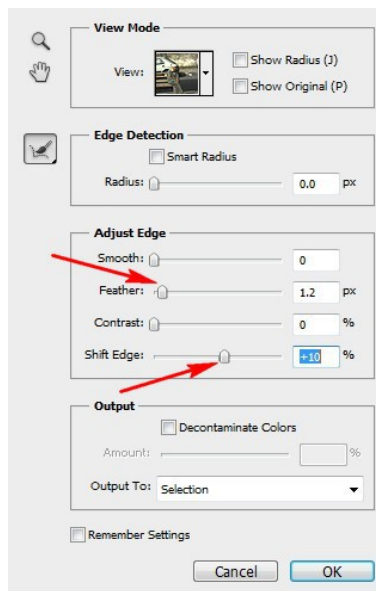 View Mode
View:
Show Radius (J)
Show Original (P)
Edge Detection
Smart Radius
Radius: 0.0 px
Adjust Edge
Smooth: 0
Feather: 1.2 px
Contrast: 0 %
Shift Edge: +10 %
Output
Decontaminate Colors
Amount: %
Output To: Selection
Remember Settings
Cancel OK